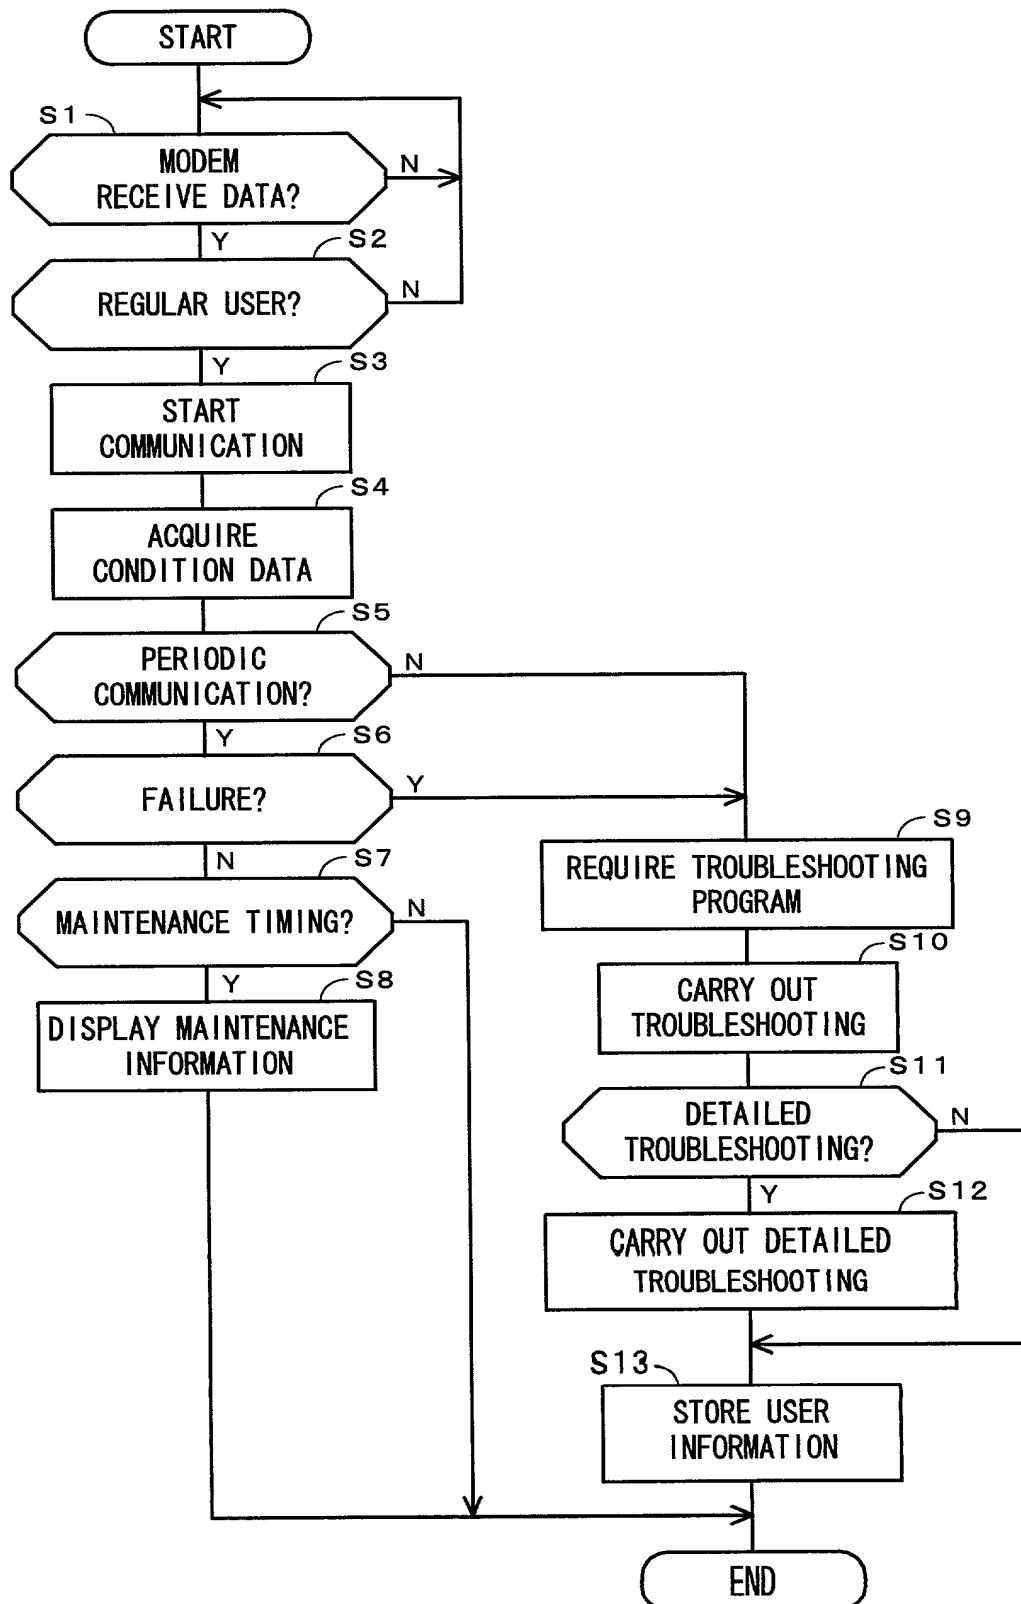 START
S1
MODEM
RECEIVE DATA?
N
Y
S2
REGULAR USER?
N
Y
S3
START
COMMUNICATION
S4
ACQUIRE
CONDITION DATA
S5
PERIODIC
COMMUNICATION?
N
Y
S6
FAILURE?
Y
N
S7
MAINTENANCE TIMING?
N
Y
S8
DISPLAY MAINTENANCE
INFORMATION
S9
REQUIRE TROUBLESHOOTING
PROGRAM
S10
CARRY OUT
TROUBLESHOOTING
S11
DETAILED
TROUBLESHOOTING?
N
Y
S12
CARRY OUT DETAILED
TROUBLESHOOTING
S13
STORE USER
INFORMATION
END